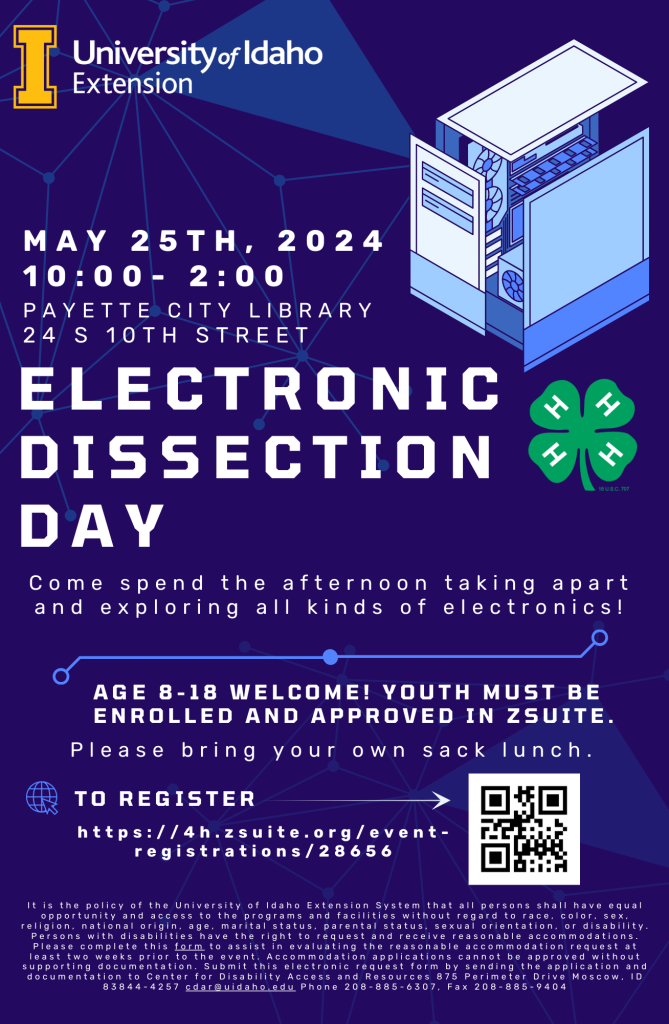 University of Idaho
Extension
MAY 25TH, 2024
10:00- 2:00
PAYETTE CITY LIBRARY
24 S 10TH STREET
ELECTRONIC
DISSECTION
DAY
H H
H H
18 U.S.C. 707
Come spend the afternoon taking apart
and exploring all kinds of electronics!
AGE 8-18 WELCOME! YOUTH MUST BE
ENROLLED AND APPROVED IN ZSUITE.
Please bring your own sack lunch.
TO REGISTER
https://4h.zsuite.org/event-
registrations/28656
It is the policy of the University of Idaho Extension System that all persons shall have equal
opportunity and access to the programs and facilities without regard to race, color, sex,
religion, national origin, age, marital status, parental status, sexual orientation, or disability.
Persons with disabilities have the right to request and receive reasonable accommodations.
Please complete this form to assist in evaluating the reasonable accommodation request at
least two weeks prior to the event. Accommodation applications cannot be approved without
supporting documentation. Submit this electronic request form by sending the application and
documentation to Center for Disability Access and Resources 875 Perimeter Drive Moscow, ID
83844-4257 cdar@uidaho.edu Phone 208-885-6307, Fax 208-885-9404